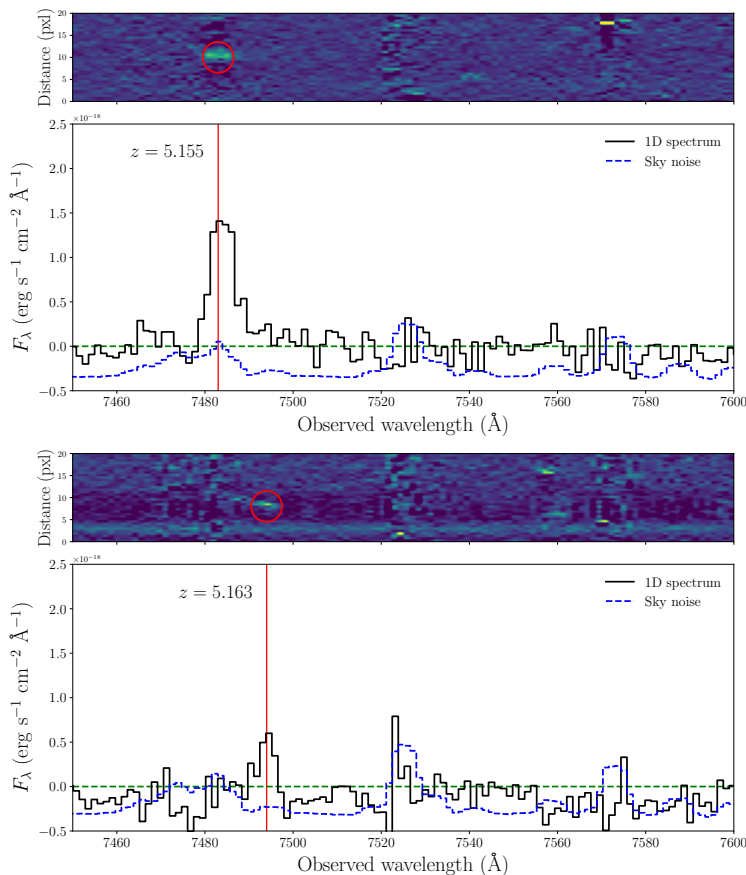 20
15
10
5
0
Distance (pxl)
×10⁻¹⁸
2.5
2.0
1.5
1.0
0.5
0.0
−0.5
F_λ (erg s⁻¹ cm⁻² Å⁻¹)
z = 5.155
1D spectrum
Sky noise
7460 7480 7500 7520 7540 7560 7580 7600
Observed wavelength (Å)
20
15
10
5
0
Distance (pxl)
×10⁻¹⁸
2.5
2.0
1.5
1.0
0.5
0.0
−0.5
F_λ (erg s⁻¹ cm⁻² Å⁻¹)
z = 5.163
1D spectrum
Sky noise
7460 7480 7500 7520 7540 7560 7580 7600
Observed wavelength (Å)